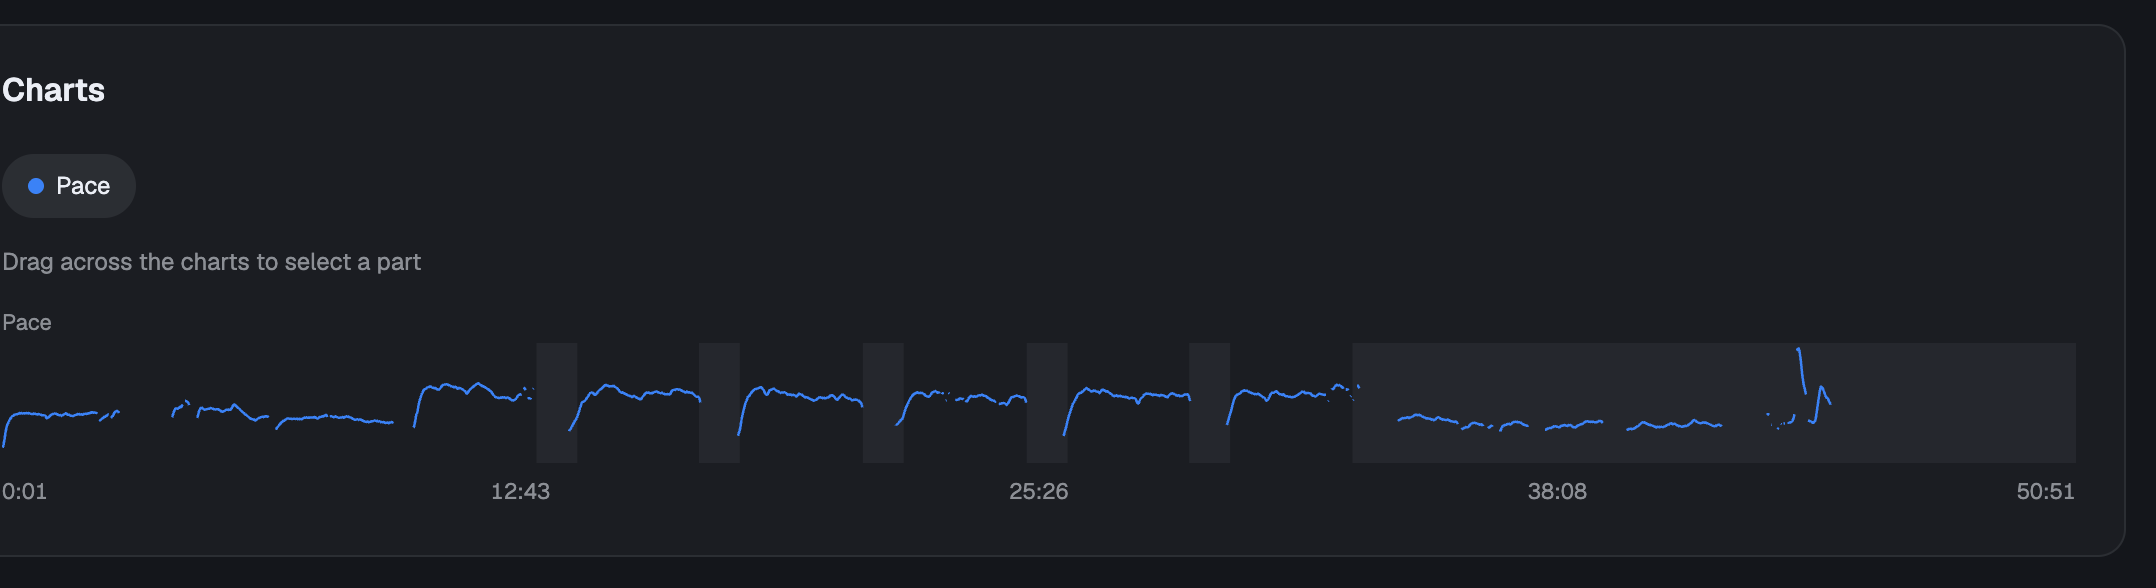 Charts
Pace
Drag across the charts to select a part
Pace
0:01 12:43 25:26 38:08 50:51